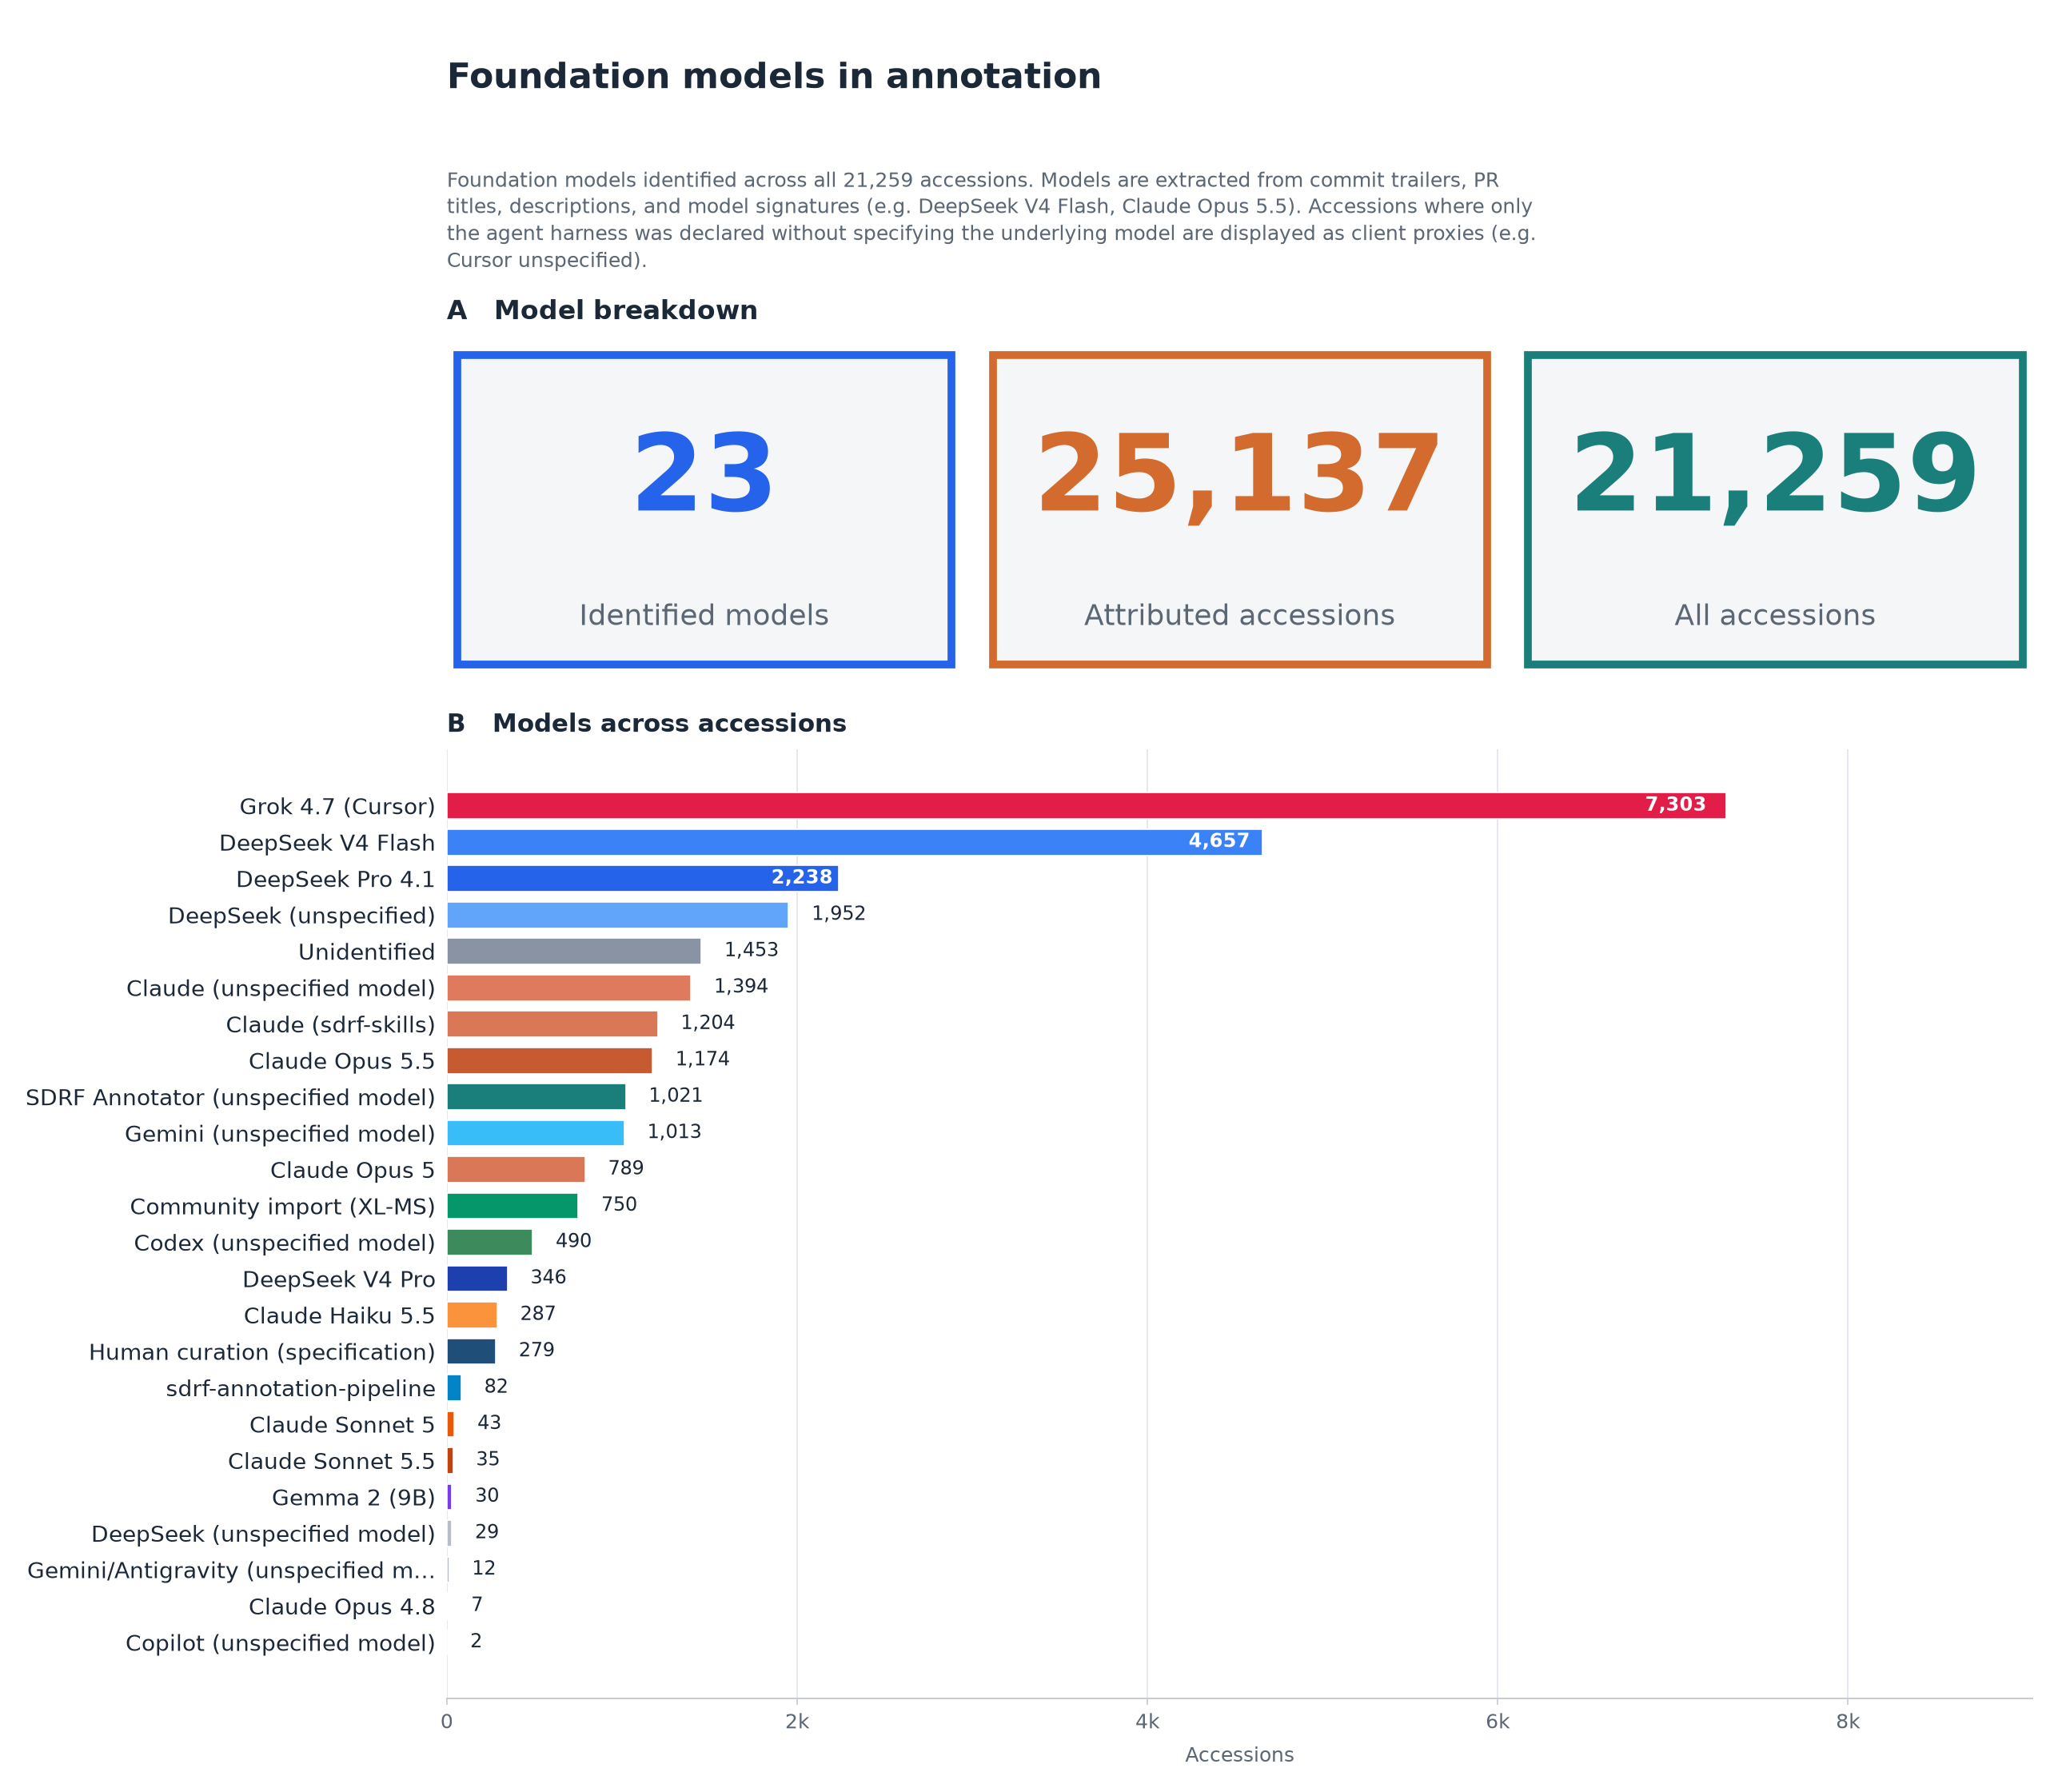 Foundation models in annotation
Foundation models identified across all 21,259 accessions. Models are extracted from commit trailers, PR
titles, descriptions, and model signatures (e.g. DeepSeek V4 Flash, Claude Opus 5.5). Accessions where only
the agent harness was declared without specifying the underlying model are displayed as client proxies (e.g.
Cursor unspecified).
A Model breakdown
23
Identified models
25,137
Attributed accessions
21,259
All accessions
B Models across accessions
Grok 4.7 (Cursor) 7,303
DeepSeek V4 Flash 4,657
DeepSeek Pro 4.1 2,238
DeepSeek (unspecified) 1,952
Unidentified 1,453
Claude (unspecified model) 1,394
Claude (sdrf-skills) 1,204
Claude Opus 5.5 1,174
SDRF Annotator (unspecified model) 1,021
Gemini (unspecified model) 1,013
Claude Opus 5 789
Community import (XL-MS) 750
Codex (unspecified model) 490
DeepSeek V4 Pro 346
Claude Haiku 5.5 287
Human curation (specification) 279
sdrf-annotation-pipeline 82
Claude Sonnet 5 43
Claude Sonnet 5.5 35
Gemma 2 (9B) 30
DeepSeek (unspecified model) 29
Gemini/Antigravity (unspecified m... 12
Claude Opus 4.8 7
Copilot (unspecified model) 2
0 2k 4k 6k 8k
Accessions